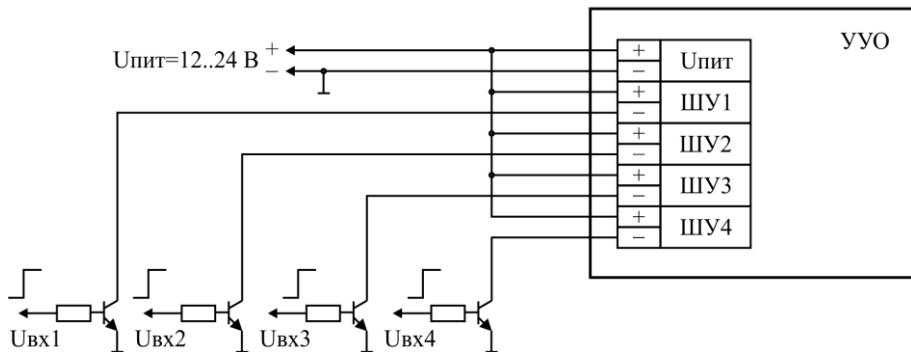 Uпит=12..24 В
+
−
УУО
+
−
Uпит
+
−
ШУ1
+
−
ШУ2
+
−
ШУ3
+
−
ШУ4
Uвх1
Uвх2
Uвх3
Uвх4